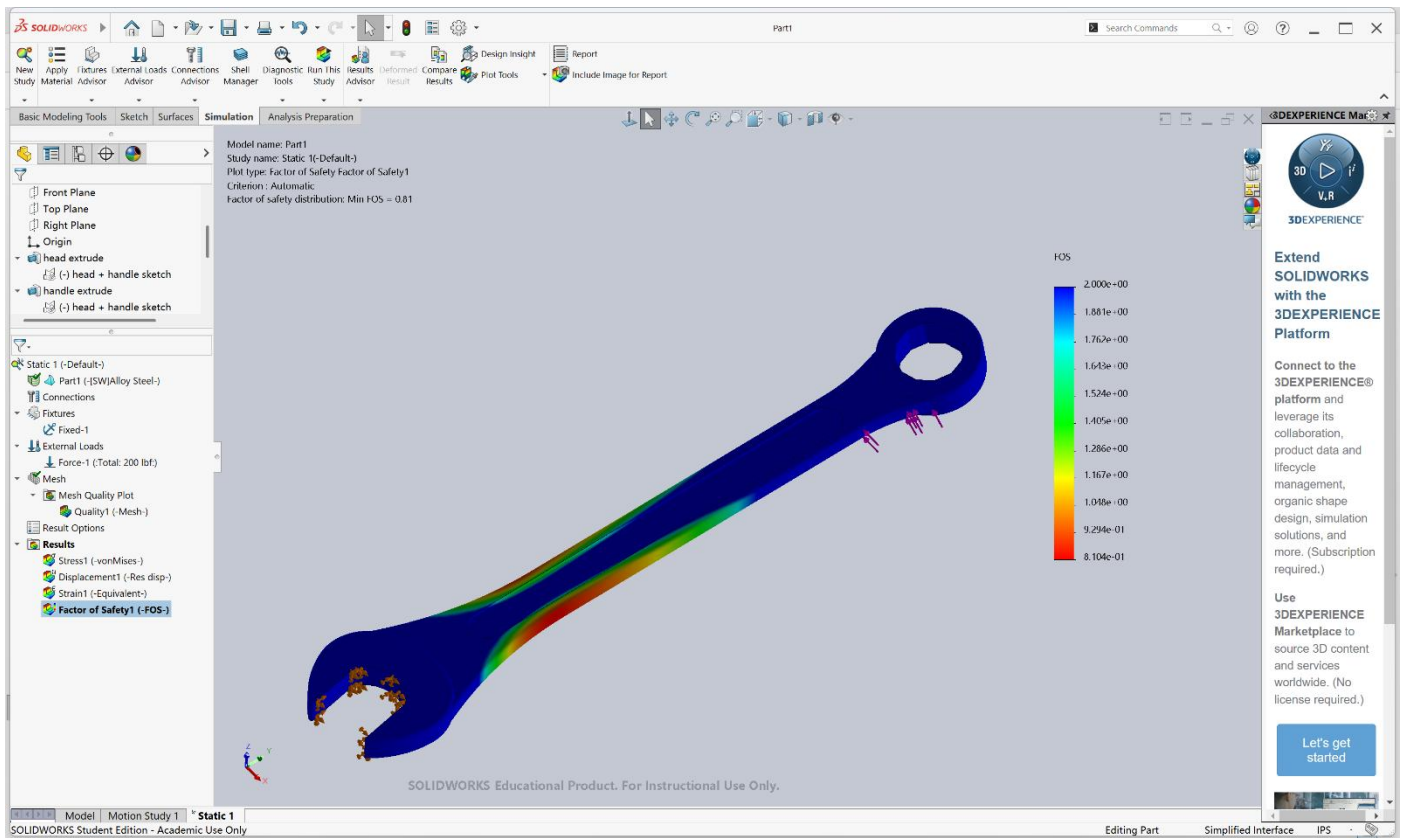 SOLIDWORKS
Part1
Search Commands
New Study
Apply Material
Fixtures Advisor
External Loads Advisor
Connections Advisor
Shell Manager
Diagnostic Tools
Run This Study
Results Advisor
Deformed Result
Compare Results
Design Insight
Plot Tools
Report
Include Image for Report
Basic Modeling Tools
Sketch
Surfaces
Simulation
Analysis Preparation
Front Plane
Top Plane
Right Plane
Origin
head extrude
(-) head + handle sketch
handle extrude
(-) head + handle sketch
Static 1 (-Default-)
Part1 (-[SW]Alloy Steel-)
Connections
Fixtures
Fixed-1
External Loads
Force-1 (:Total: 200 lbf:)
Mesh
Mesh Quality Plot
Quality1 (-Mesh-)
Result Options
Results
Stress1 (-vonMises-)
Displacement1 (-Res disp-)
Strain1 (-Equivalent-)
Factor of Safety1 (-FOS-)
Model name: Part1
Study name: Static 1(-Default-)
Plot type: Factor of Safety Factor of Safety1
Criterion : Automatic
Factor of safety distribution: Min FOS = 0.81
FOS
2.000e+00
1.881e+00
1.762e+00
1.643e+00
1.524e+00
1.405e+00
1.286e+00
1.167e+00
1.048e+00
9.294e-01
8.104e-01
Z
Y
X
SOLIDWORKS Educational Product. For Instructional Use Only.
3DEXPERIENCE Mar
3D
V,R
3DEXPERIENCE
Extend
SOLIDWORKS
with the
3DEXPERIENCE
Platform
Connect to the
3DEXPERIENCE®
platform and
leverage its
collaboration,
product data and
lifecycle
management,
organic shape
design, simulation
solutions, and
more. (Subscription
required.)
Use
3DEXPERIENCE
Marketplace to
source 3D content
and services
worldwide. (No
license required.)
Let's get
started
Model
Motion Study 1
Static 1
SOLIDWORKS Student Edition - Academic Use Only
Editing Part
Simplified Interface
IPS